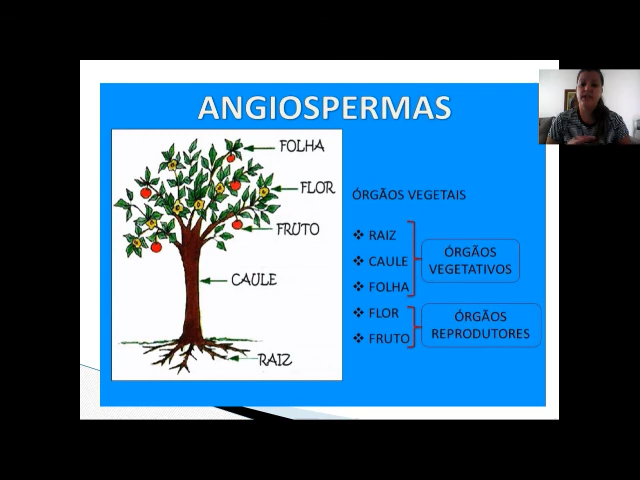 ANGIOSPERMAS
FOLHA
FLOR
FRUTO
CAULE
RAIZ
ÓRGÃOS VEGETAIS
❖ RAIZ
❖ CAULE
❖ FOLHA
ÓRGÃOS
VEGETATIVOS
❖ FLOR
❖ FRUTO
ÓRGÃOS
REPRODUTORES